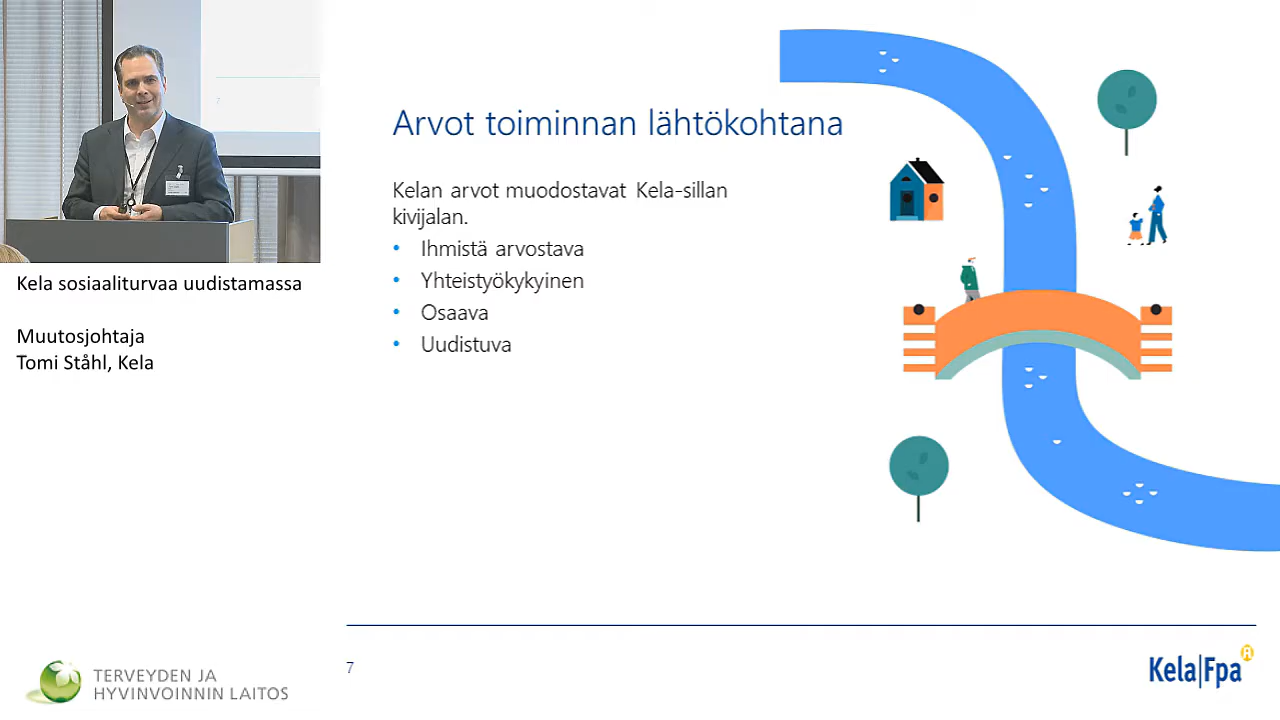 Arvot toiminnan lähtökohtana
Kelan arvot muodostavat Kela-sillan
kivijalan.
• Ihmistä arvostava
• Yhteistyökykyinen
• Osaava
• Uudistuva
Kela sosiaaliturvaa uudistamassa
Muutosjohtaja
Tomi Ståhl, Kela
TERVEYDEN JA
HYVINVOINNIN LAITOS
7
Kela|Fpa